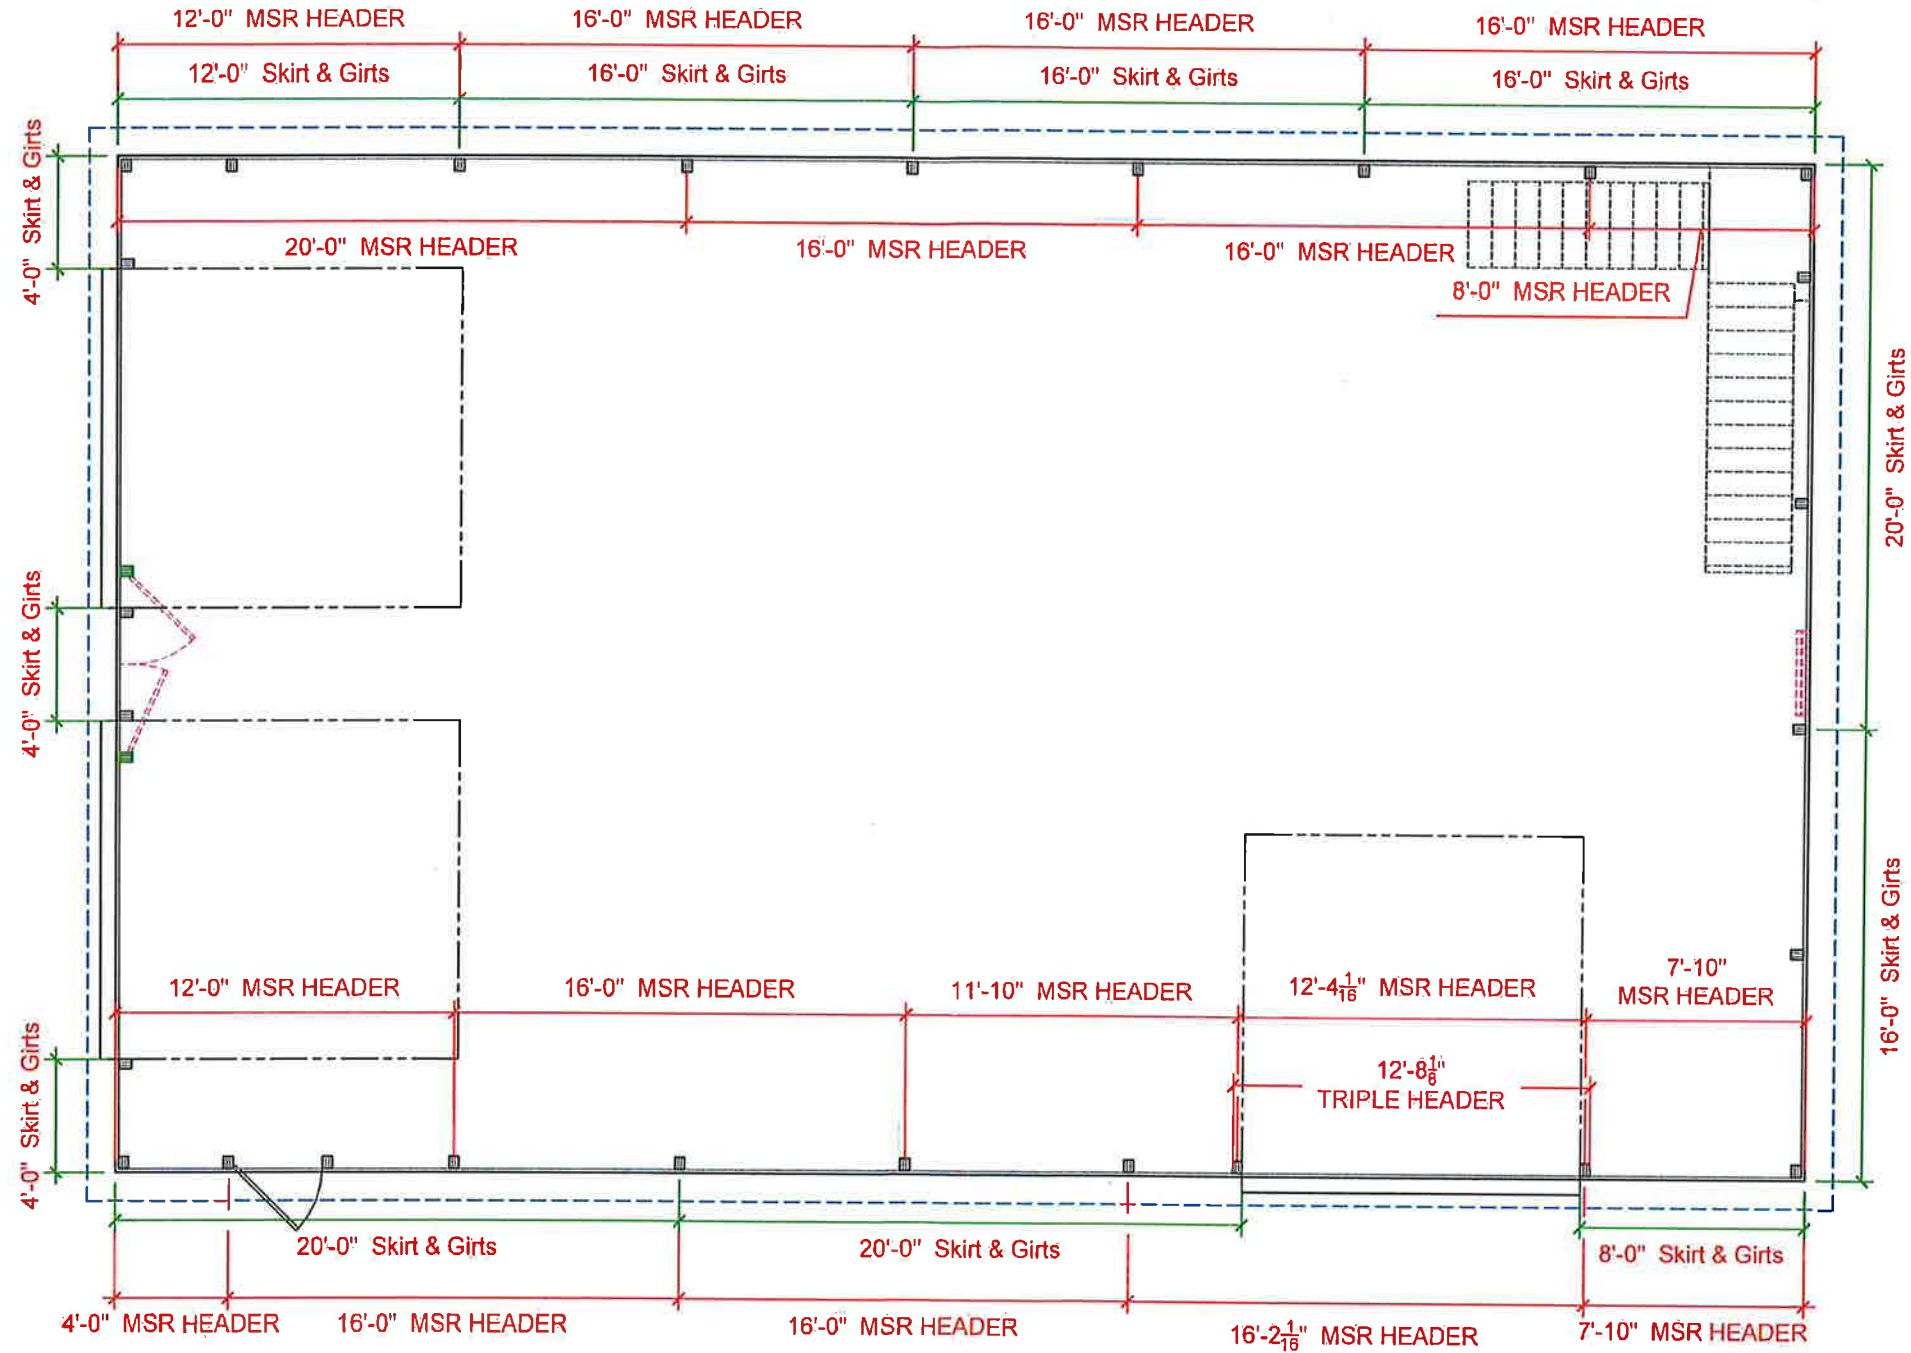 12'-0" MSR HEADER
16'-0" MSR HEADER
16'-0" MSR HEADER
16'-0" MSR HEADER
12'-0" Skirt & Girts
16'-0" Skirt & Girts
16'-0" Skirt & Girts
16'-0" Skirt & Girts
4'-0" Skirt & Girts
20'-0" MSR HEADER
16'-0" MSR HEADER
16'-0" MSR HEADER
8'-0" MSR HEADER
20'-0" Skirt & Girts
4'-0" Skirt & Girts
16'-0" Skirt & Girts
12'-0" MSR HEADER
16'-0" MSR HEADER
11'-10" MSR HEADER
12'-4 1/16" MSR HEADER
7'-10"
MSR HEADER
12'-8 1/8"
TRIPLE HEADER
4'-0" Skirt & Girts
20'-0" Skirt & Girts
20'-0" Skirt & Girts
8'-0" Skirt & Girts
4'-0" MSR HEADER
16'-0" MSR HEADER
16'-0" MSR HEADER
16'-2 1/16" MSR HEADER
7'-10" MSR HEADER